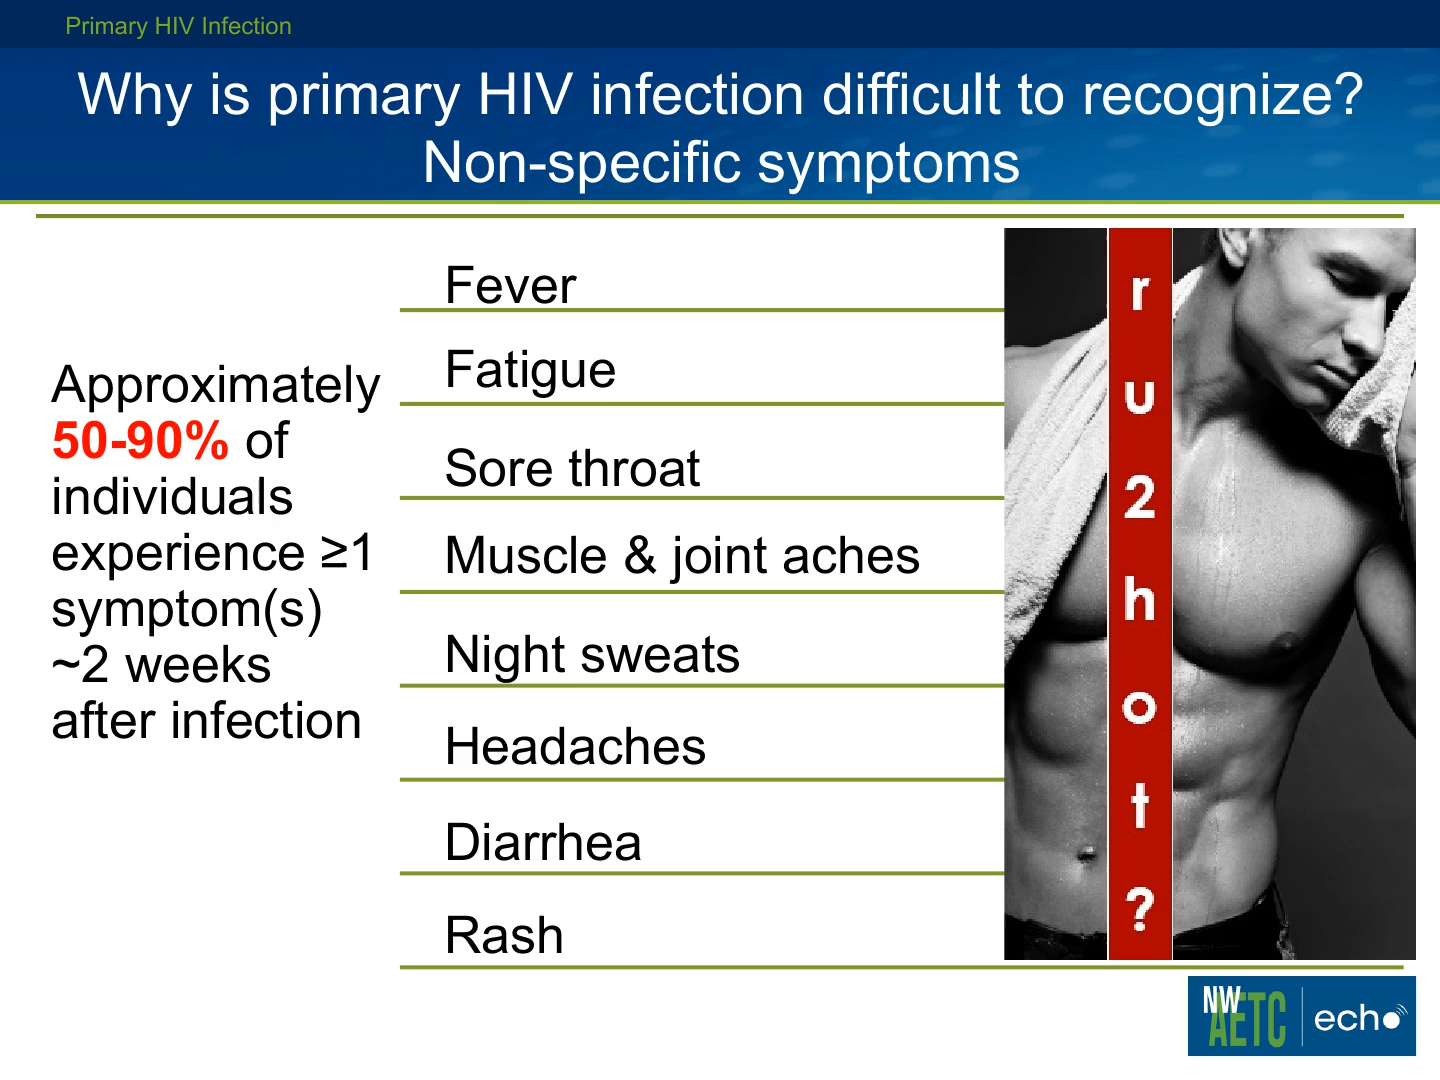 Primary HIV Infection
Why is primary HIV infection difficult to recognize?
Non-specific symptoms
Approximately
50-90% of
individuals
experience ≥1
symptom(s)
~2 weeks
after infection
Fever
Fatigue
Sore throat
Muscle & joint aches
Night sweats
Headaches
Diarrhea
Rash
r
u
2
h
o
t
?
NW
AETC
echo